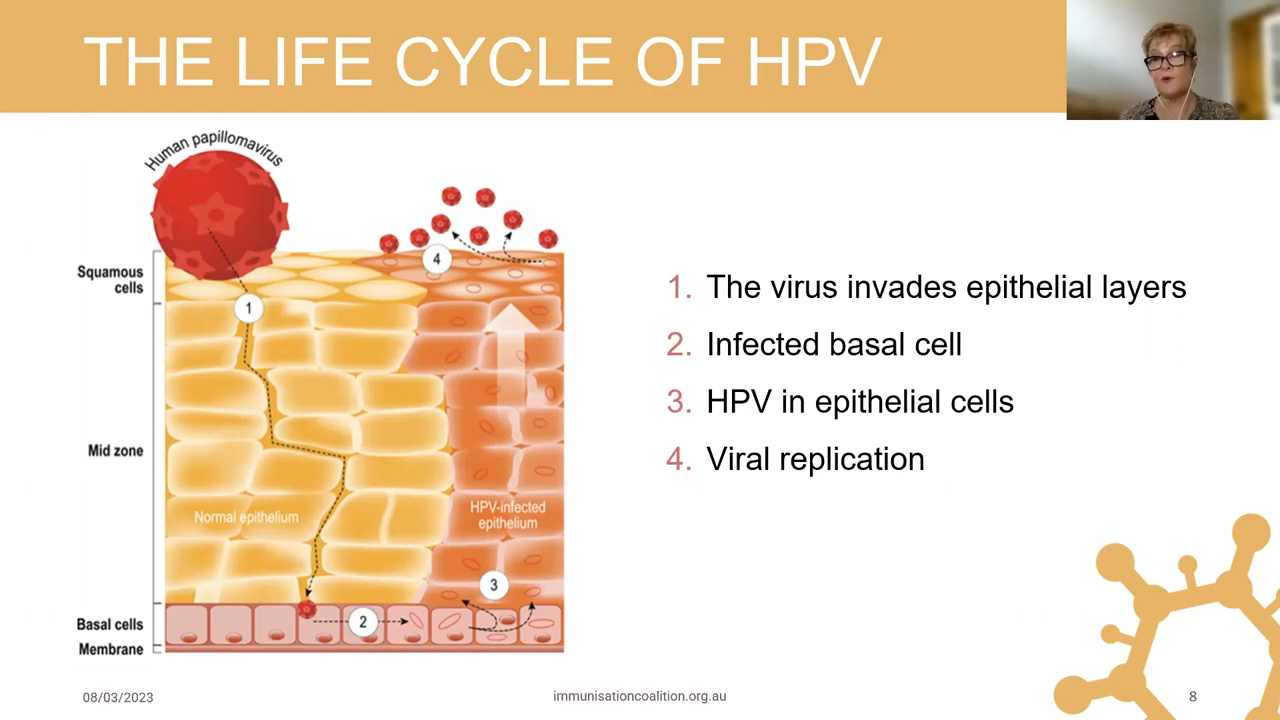 THE LIFE CYCLE OF HPV
Human papillomavirus
Squamous
cells
1
4
Mid zone
Normal epithelium
HPV-infected
epithelium
3
2
Basal cells
Membrane
1. The virus invades epithelial layers
2. Infected basal cell
3. HPV in epithelial cells
4. Viral replication
08/03/2023
immunisationcoalition.org.au
8